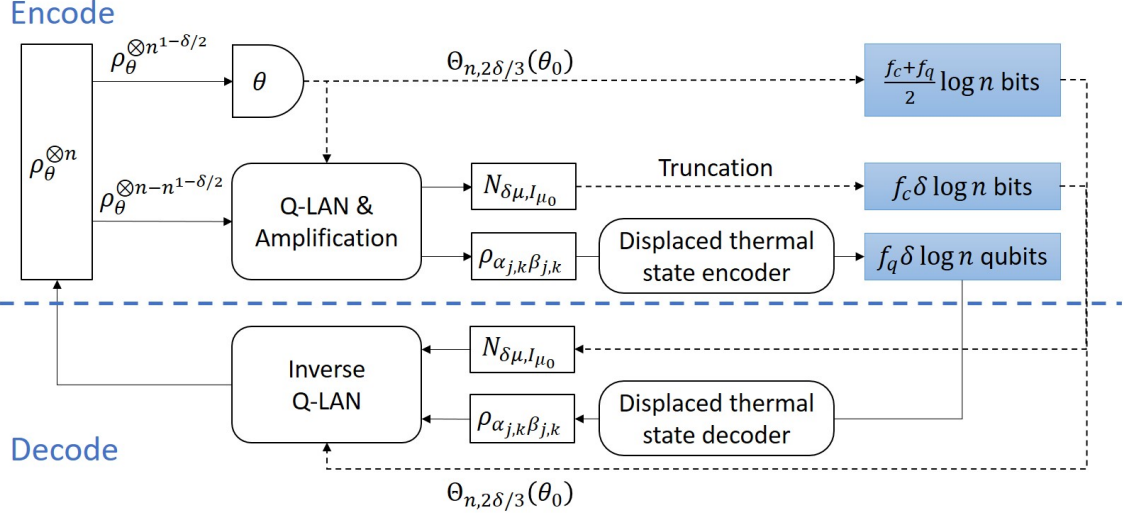 Encode
ρ_θ^{⊗n^{1−δ/2}}
θ
Θ_{n,2δ/3}(θ_0)
\frac{f_c+f_q}{2} log n bits
ρ_θ^{⊗n}
ρ_θ^{⊗n−n^{1−δ/2}}
Q-LAN &
Amplification
N_{δμ,I_{μ_0}}
Truncation
f_c δ log n bits
ρ_{α_{j,k}β_{j,k}}
Displaced thermal
state encoder
f_q δ log n qubits
Inverse
Q-LAN
N_{δμ,I_{μ_0}}
ρ_{α_{j,k}β_{j,k}}
Displaced thermal
state decoder
Decode
Θ_{n,2δ/3}(θ_0)